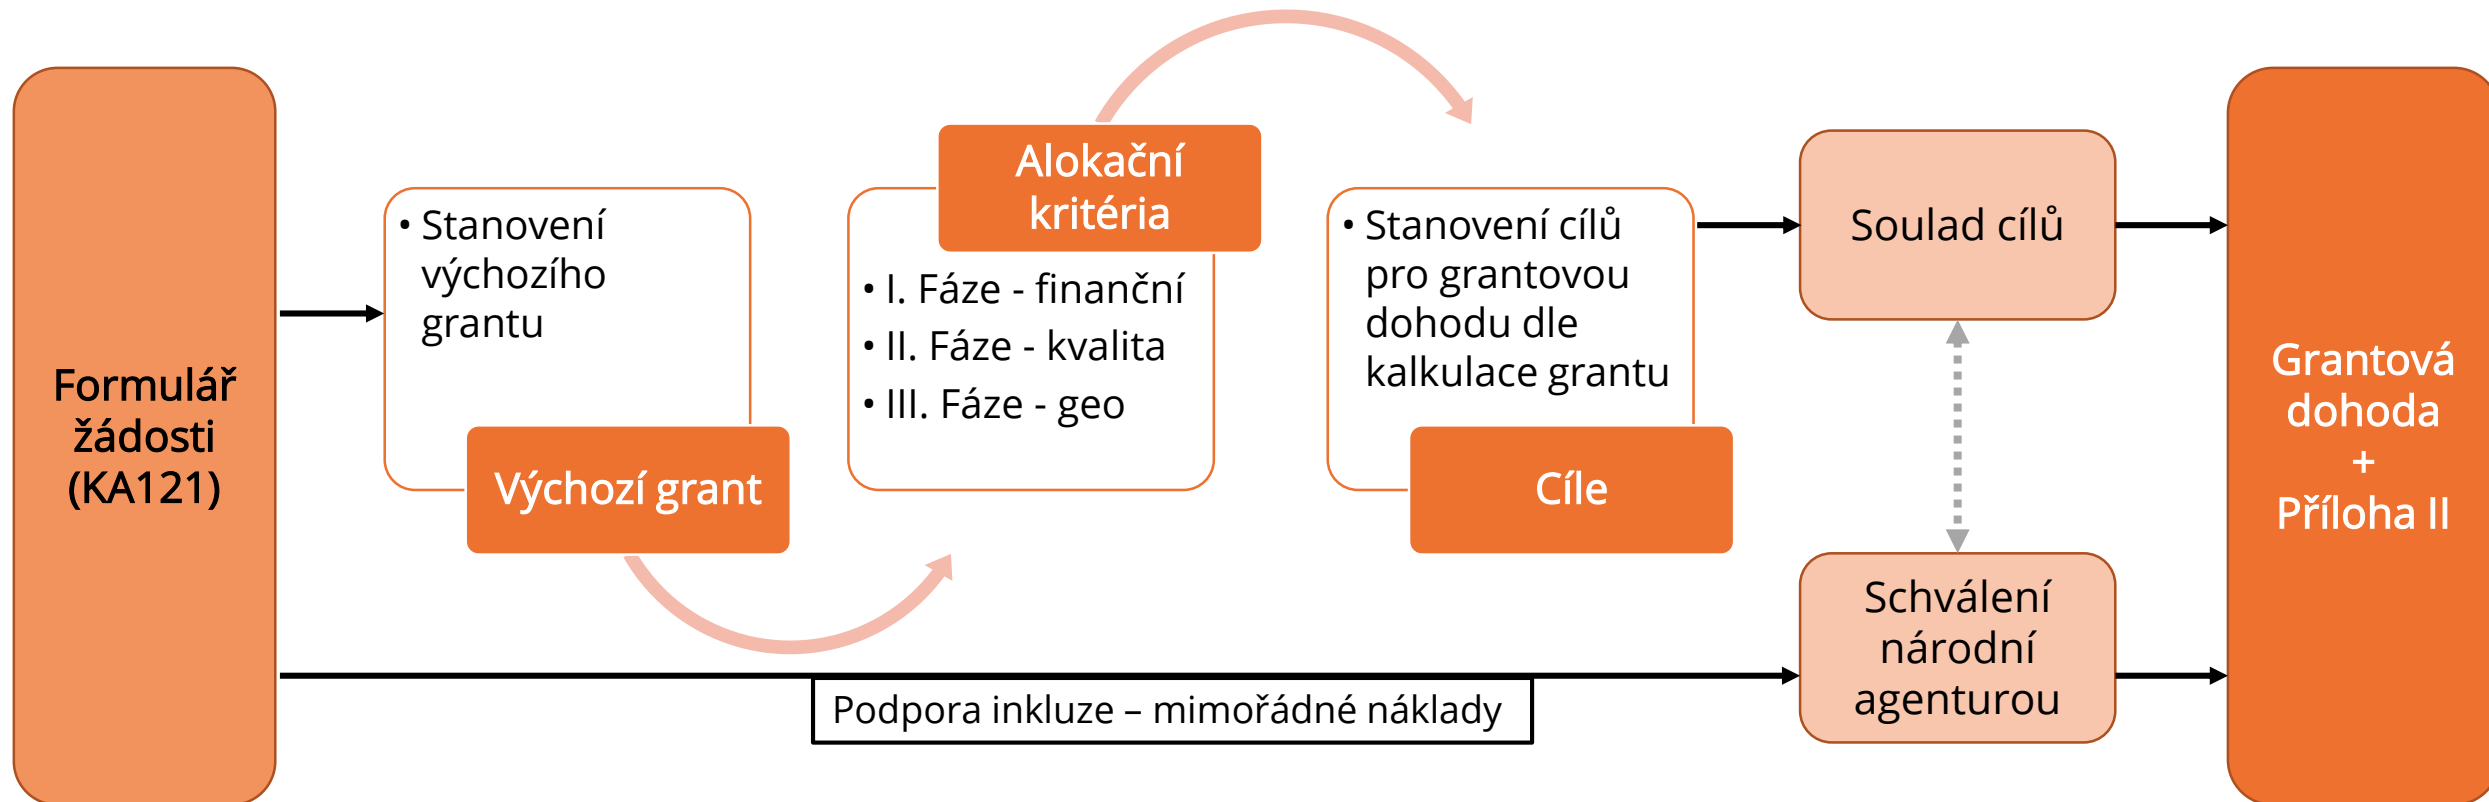 Formulář
žádosti
(KA121)
• Stanovení
výchozího
grantu
Výchozí grant
Alokační
kritéria
• I. Fáze - finanční
• II. Fáze - kvalita
• III. Fáze - geo
• Stanovení cílů
pro grantovou
dohodu dle
kalkulace grantu
Cíle
Soulad cílů
Schválení
národní
agenturou
Podpora inkluze – mimořádné náklady
Grantová
dohoda
+
Příloha II